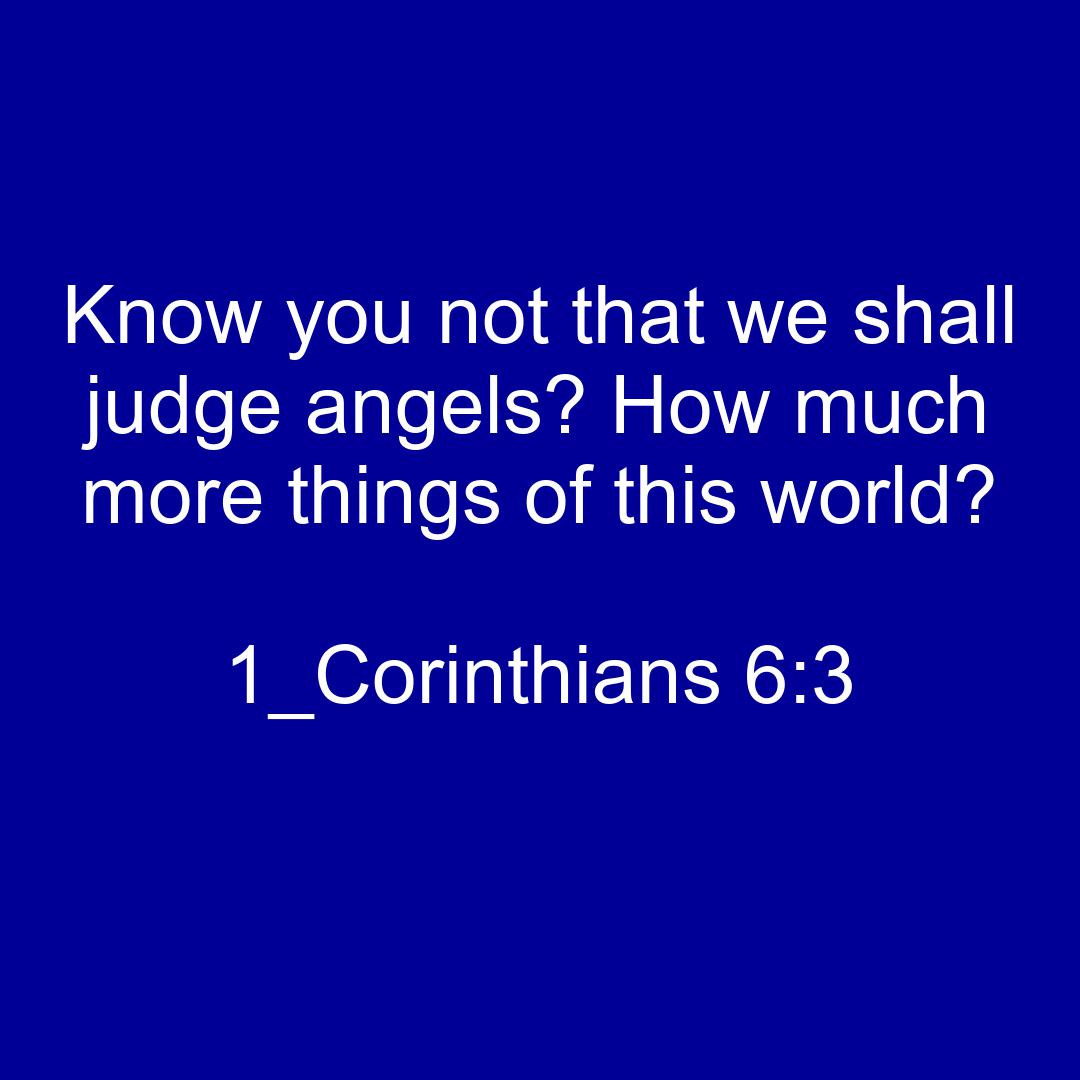 Know you not that we shall
judge angels? How much
more things of this world?
1_Corinthians 6:3